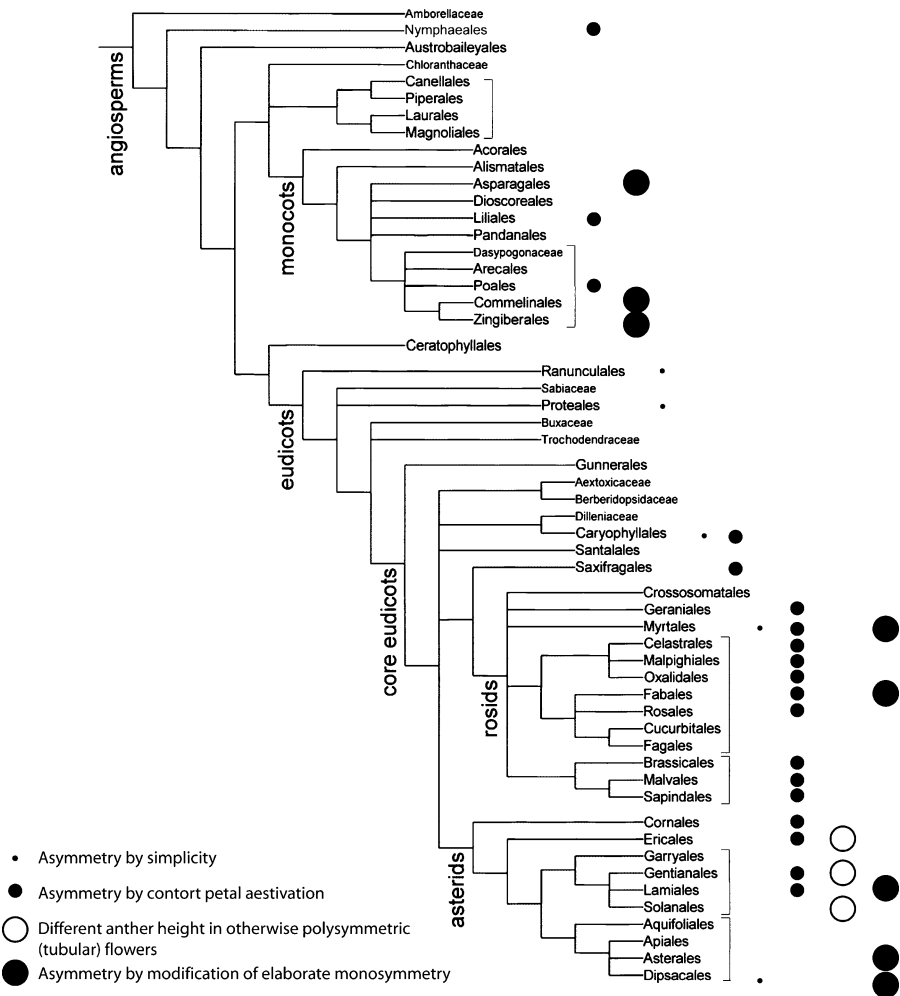 Amborellaceae
Nymphaeales
Austrobaileyales
Chloranthaceae
Canellales
Piperales
Laurales
Magnoliales
angiosperms
Acorales
Alismatales
Asparagales
Dioscoreales
Liliales
Pandanales
Dasypogonaceae
Arecales
Poales
Commelinales
Zingiberales
monocots
Ceratophyllales
Ranunculales
Sabiaceae
Proteales
Buxaceae
Trochodendraceae
eudicots
Gunnerales
Aextoxicaceae
Berberidopsidaceae
Dilleniaceae
Caryophyllales
Santalales
Saxifragales
core eudicots
Crossosomatales
Geraniales
Myrtales
Celastrales
Malpighiales
Oxalidales
Fabales
Rosales
Cucurbitales
Fagales
Brassicales
Malvales
Sapindales
rosids
Cornales
Ericales
Garryales
Gentianales
Lamiales
Solanales
Aquifoliales
Apiales
Asterales
Dipsacales
asterids
Asymmetry by simplicity
Asymmetry by contort petal aestivation
Different anther height in otherwise polysymmetric
(tubular) flowers
Asymmetry by modification of elaborate monosymmetry